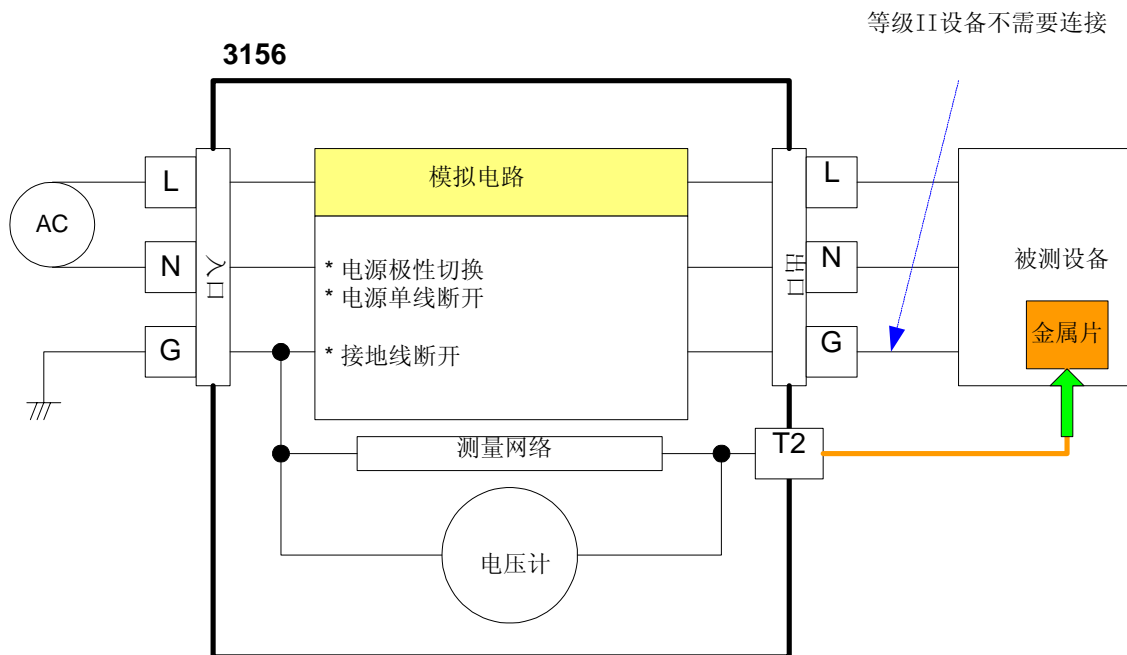 等级II设备不需要连接
3156
L
模拟电路
L
AC
N
* 电源极性切换
* 电源单线断开
N
被测设备
入口
出口
G
* 接地线断开
G
金属片
测量网络
T2
电压计